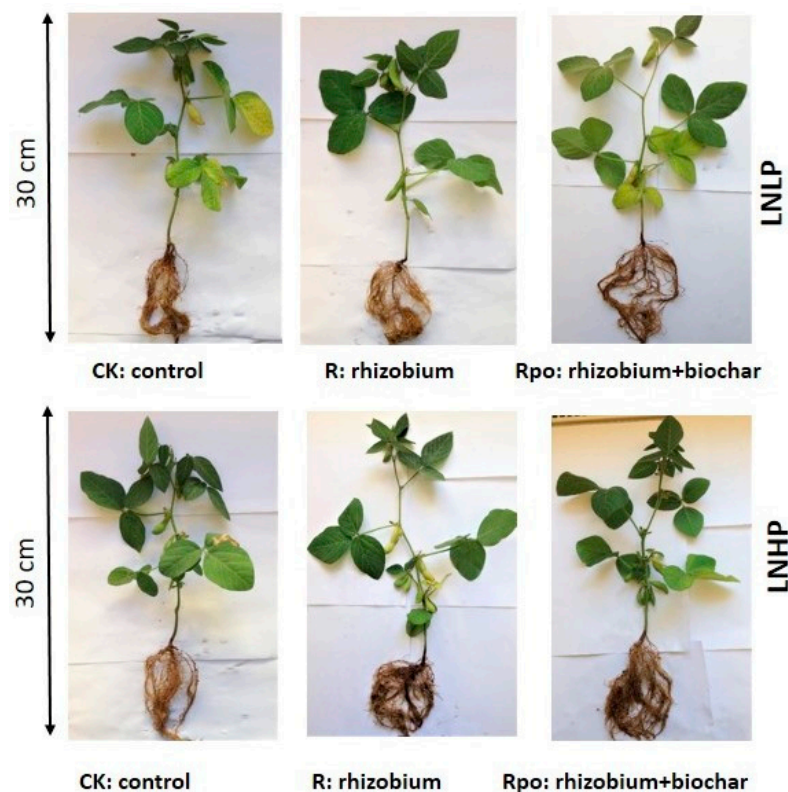 30 cm
LNLP
CK: control
R: rhizobium
Rpo: rhizobium+biochar
30 cm
LNHP
CK: control
R: rhizobium
Rpo: rhizobium+biochar